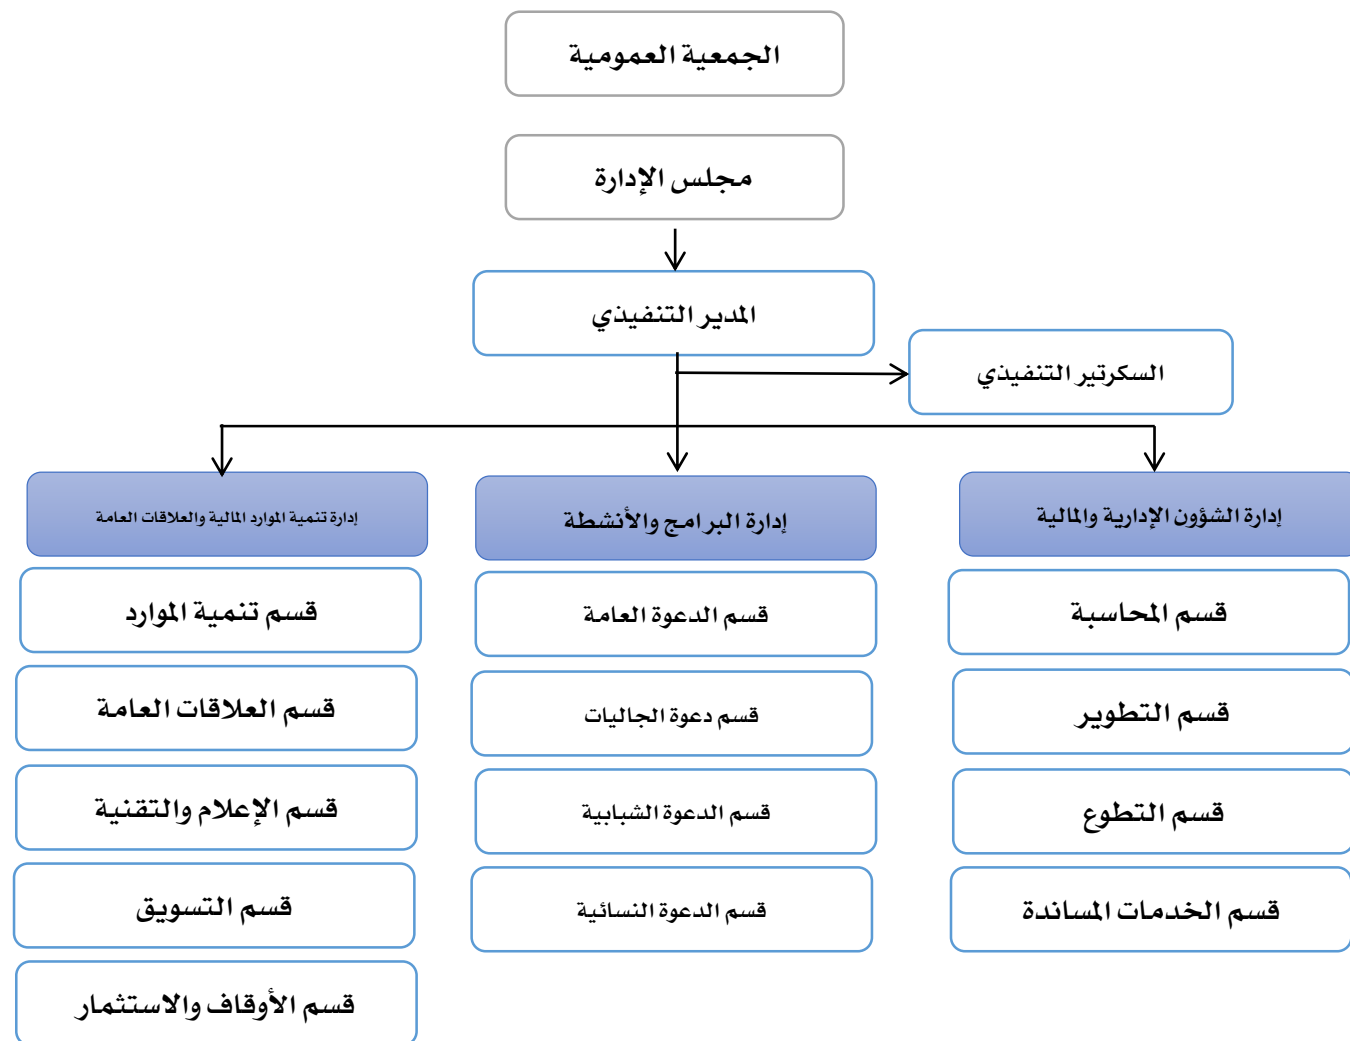 الجمعية العمومية
مجلس الإدارة
المدير التنفيذي
السكرتير التنفيذي
إدارة الشؤون الإدارية والمالية
قسم المحاسبة
قسم التطوير
قسم التطوع
قسم الخدمات المساندة
إدارة البرامج والأنشطة
قسم الدعوة العامة
قسم دعوة الجاليات
قسم الدعوة الشبابية
قسم الدعوة النسائية
إدارة تنمية الموارد المالية والعلاقات العامة
قسم تنمية الموارد
قسم العلاقات العامة
قسم الإعلام والتقنية
قسم التسويق
قسم الأوقاف والاستثمار